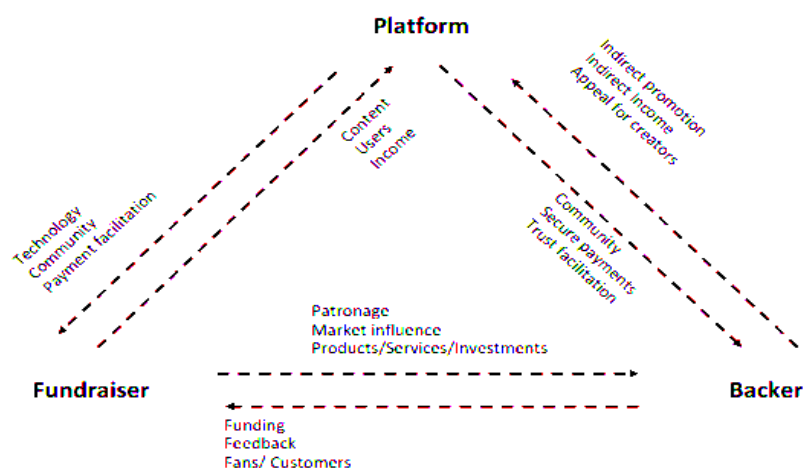 Platform
Indirect promotion
Indirect Income
Appeal for creators
Content
Users
Income
Technology
Community
Payment facilitation
Community
Secure payments
Trust facilitation
Patronage
Market influence
Products/Services/Investments
Fundraiser
Backer
Funding
Feedback
Fans/ Customers